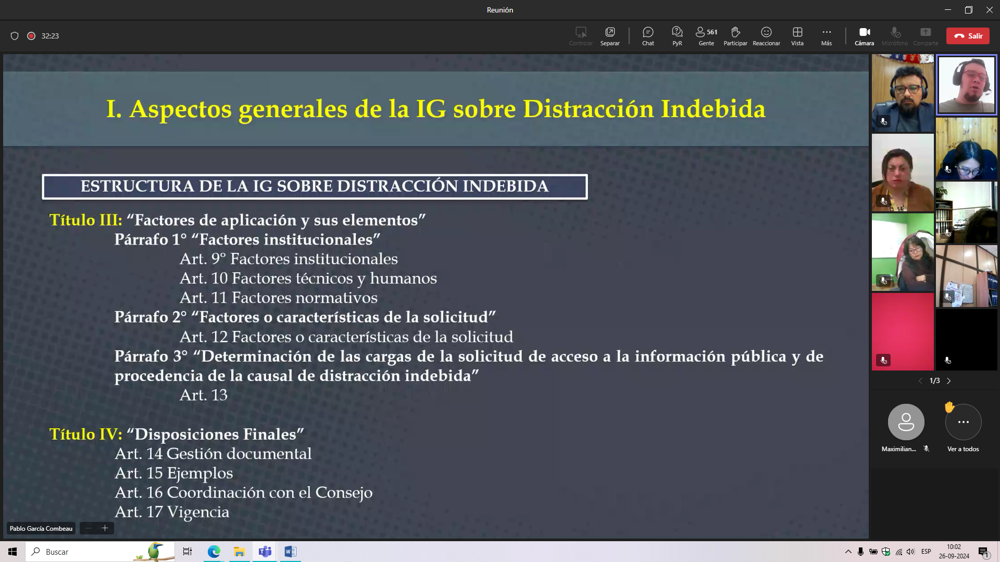 Reunión
32:23
Controlar
Separar
Chat
PyR
561
Gente
Participar
Reaccionar
Vista
Más
Cámara
Micrófono
Comparte
Salir
I. Aspectos generales de la IG sobre Distracción Indebida
ESTRUCTURA DE LA IG SOBRE DISTRACCIÓN INDEBIDA
Título III: “Factores de aplicación y sus elementos”
Párrafo 1° “Factores institucionales”
Art. 9° Factores institucionales
Art. 10 Factores técnicos y humanos
Art. 11 Factores normativos
Párrafo 2° “Factores o características de la solicitud”
Art. 12 Factores o características de la solicitud
Párrafo 3° “Determinación de las cargas de la solicitud de acceso a la información pública y de
procedencia de la causal de distracción indebida”
Art. 13
Título IV: “Disposiciones Finales”
Art. 14 Gestión documental
Art. 15 Ejemplos
Art. 16 Coordinación con el Consejo
Art. 17 Vigencia
Pablo García Combeau
1/3
Maximilian...
Ver a todos
Buscar
ESP
10:02
26-09-2024
1